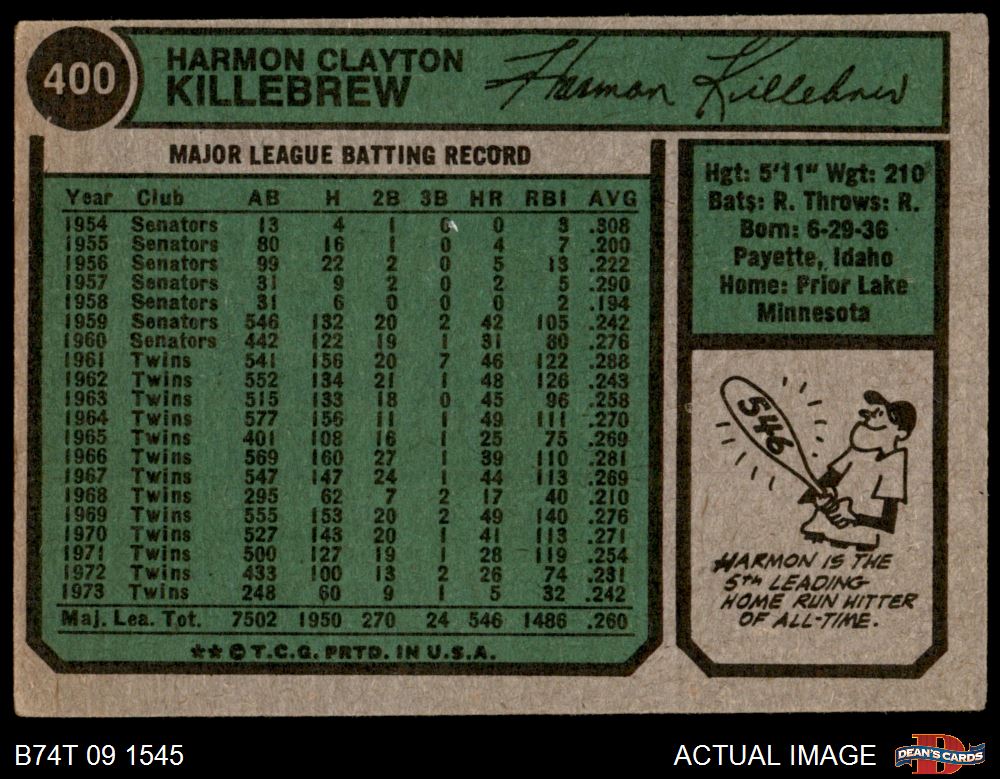 400
HARMON CLAYTON
KILLEBREW
Harmon Killebrew
MAJOR LEAGUE BATTING RECORD
Year Club AB H 2B 3B HR RBI AVG
1954 Senators 13 4 1 0 0 3 .308
1955 Senators 80 16 1 0 4 7 .200
1956 Senators 99 22 2 0 5 13 .222
1957 Senators 31 9 2 0 2 5 .290
1958 Senators 31 6 0 0 0 2 .194
1959 Senators 546 132 20 2 42 105 .242
1960 Senators 442 122 19 1 31 80 .276
1961 Twins 541 156 20 7 46 122 .288
1962 Twins 552 134 21 1 48 126 .243
1963 Twins 515 133 18 0 45 96 .258
1964 Twins 577 156 11 1 49 111 .270
1965 Twins 401 108 16 1 25 75 .269
1966 Twins 569 160 27 1 39 110 .281
1967 Twins 547 147 24 1 44 113 .269
1968 Twins 295 62 7 2 17 40 .210
1969 Twins 555 153 20 2 49 140 .276
1970 Twins 527 143 20 1 41 113 .271
1971 Twins 500 127 19 1 28 119 .254
1972 Twins 433 100 13 2 26 74 .231
1973 Twins 248 60 9 1 5 32 .242
Maj. Lea. Tot. 7502 1950 270 24 546 1486 .260
** © T.C.G. PRTD. IN U.S.A.
Hgt: 5'11" Wgt: 210
Bats: R. Throws: R.
Born: 6-29-36
Payette, Idaho
Home: Prior Lake
Minnesota
546
HARMON IS THE
5TH LEADING
HOME RUN HITTER
OF ALL-TIME.
B74T 09 1545
ACTUAL IMAGE
DEAN'S CARDS